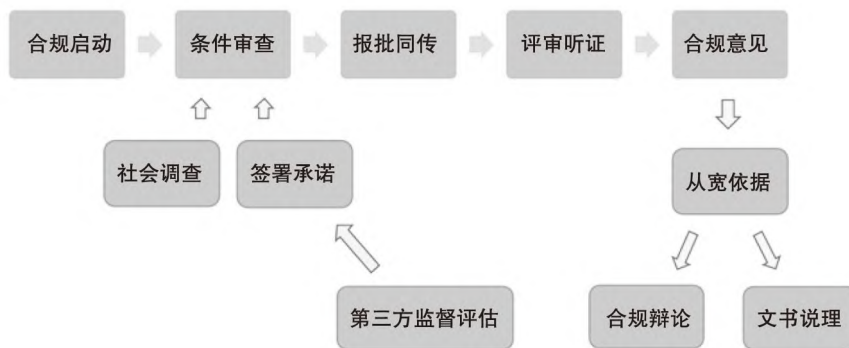 合规启动
条件审查
报批同传
评审听证
合规意见
社会调查
签署承诺
从宽依据
第三方监督评估
合规辩论
文书说理